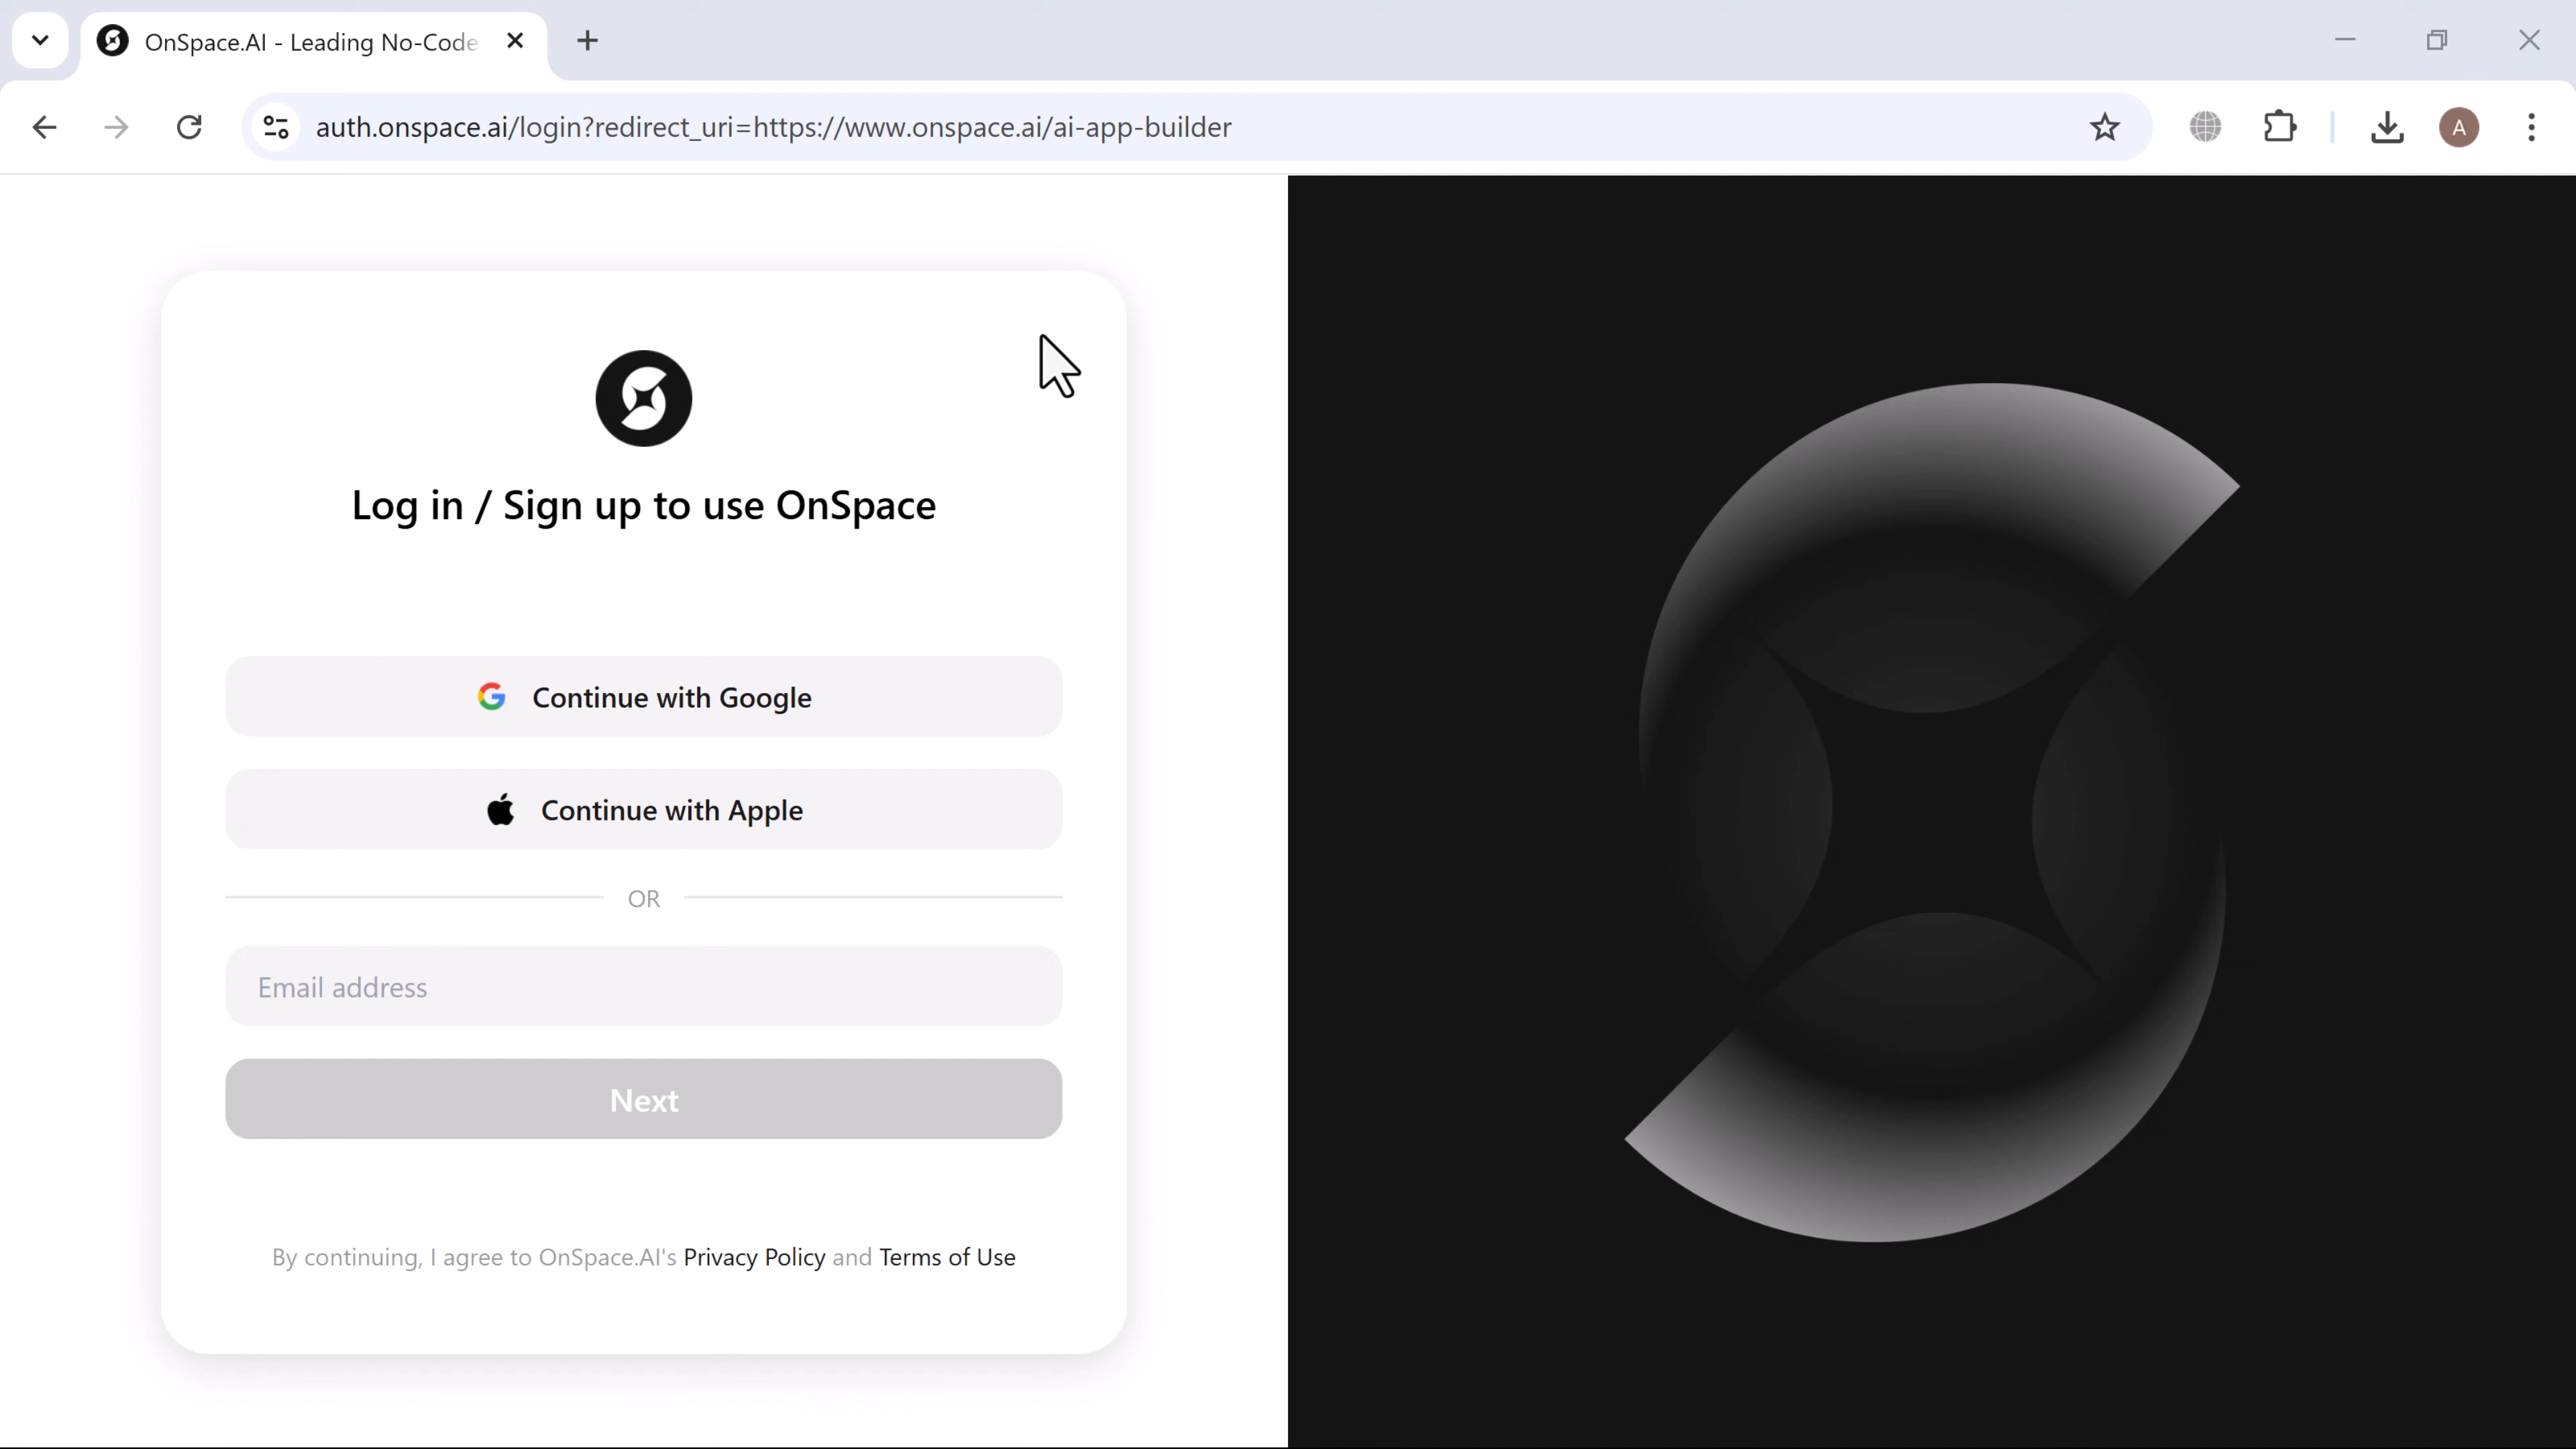 OnSpace.AI - Leading No-Code
auth.onspace.ai/login?redirect_uri=https://www.onspace.ai/ai-app-builder
A
Log in / Sign up to use OnSpace
Continue with Google
Continue with Apple
OR
Email address
Next
By continuing, I agree to OnSpace.AI's Privacy Policy and Terms of Use